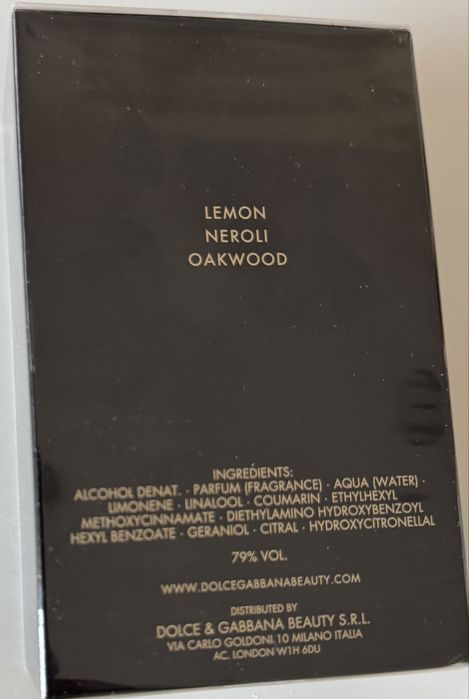 LEMON
NEROLI
OAKWOOD
INGREDIENTS:
ALCOHOL DENAT. · PARFUM (FRAGRANCE) · AQUA (WATER) ·
LIMONENE · LINALOOL · COUMARIN · ETHYLHEXYL
METHOXYCINNAMATE · DIETHYLAMINO HYDROXYBENZOYL
HEXYL BENZOATE · GERANIOL · CITRAL · HYDROXYCITRONELLAL
79% VOL.
WWW.DOLCEGABBANABEAUTY.COM
DISTRIBUTED BY
DOLCE & GABBANA BEAUTY S.R.L.
VIA CARLO GOLDONI.10 MILANO ITALIA
AC. LONDON W1H 6DU